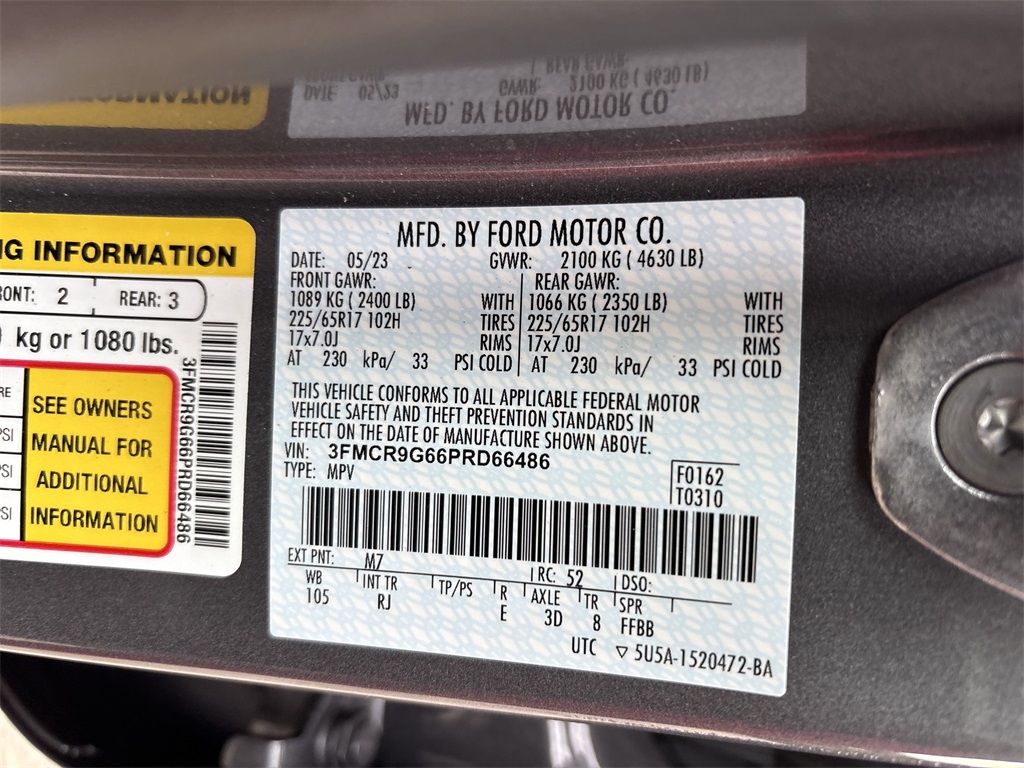 NG INFORMATION
RONT: 2 REAR: 3
kg or 1080 lbs.
SEE OWNERS
MANUAL FOR
ADDITIONAL
INFORMATION
3FMCR9G66PRD66486
MFD. BY FORD MOTOR CO.
DATE: 05/23 GVWR: 2100 KG ( 4630 LB)
FRONT GAWR: REAR GAWR:
1089 KG ( 2400 LB) WITH 1066 KG ( 2350 LB) WITH
225/65R17 102H TIRES 225/65R17 102H TIRES
17x7.0J RIMS 17x7.0J RIMS
AT 230 kPa/ 33 PSI COLD AT 230 kPa/ 33 PSI COLD
THIS VEHICLE CONFORMS TO ALL APPLICABLE FEDERAL MOTOR
VEHICLE SAFETY AND THEFT PREVENTION STANDARDS IN
EFFECT ON THE DATE OF MANUFACTURE SHOWN ABOVE.
VIN: 3FMCR9G66PRD66486
TYPE: MPV
F0162
T0310
EXT PNT: M7 RC: 52 DSO:
WB INT TR TP/PS R AXLE TR SPR
105 RJ E 3D 8 FFBB
UTC ▽ 5U5A-1520472-BA